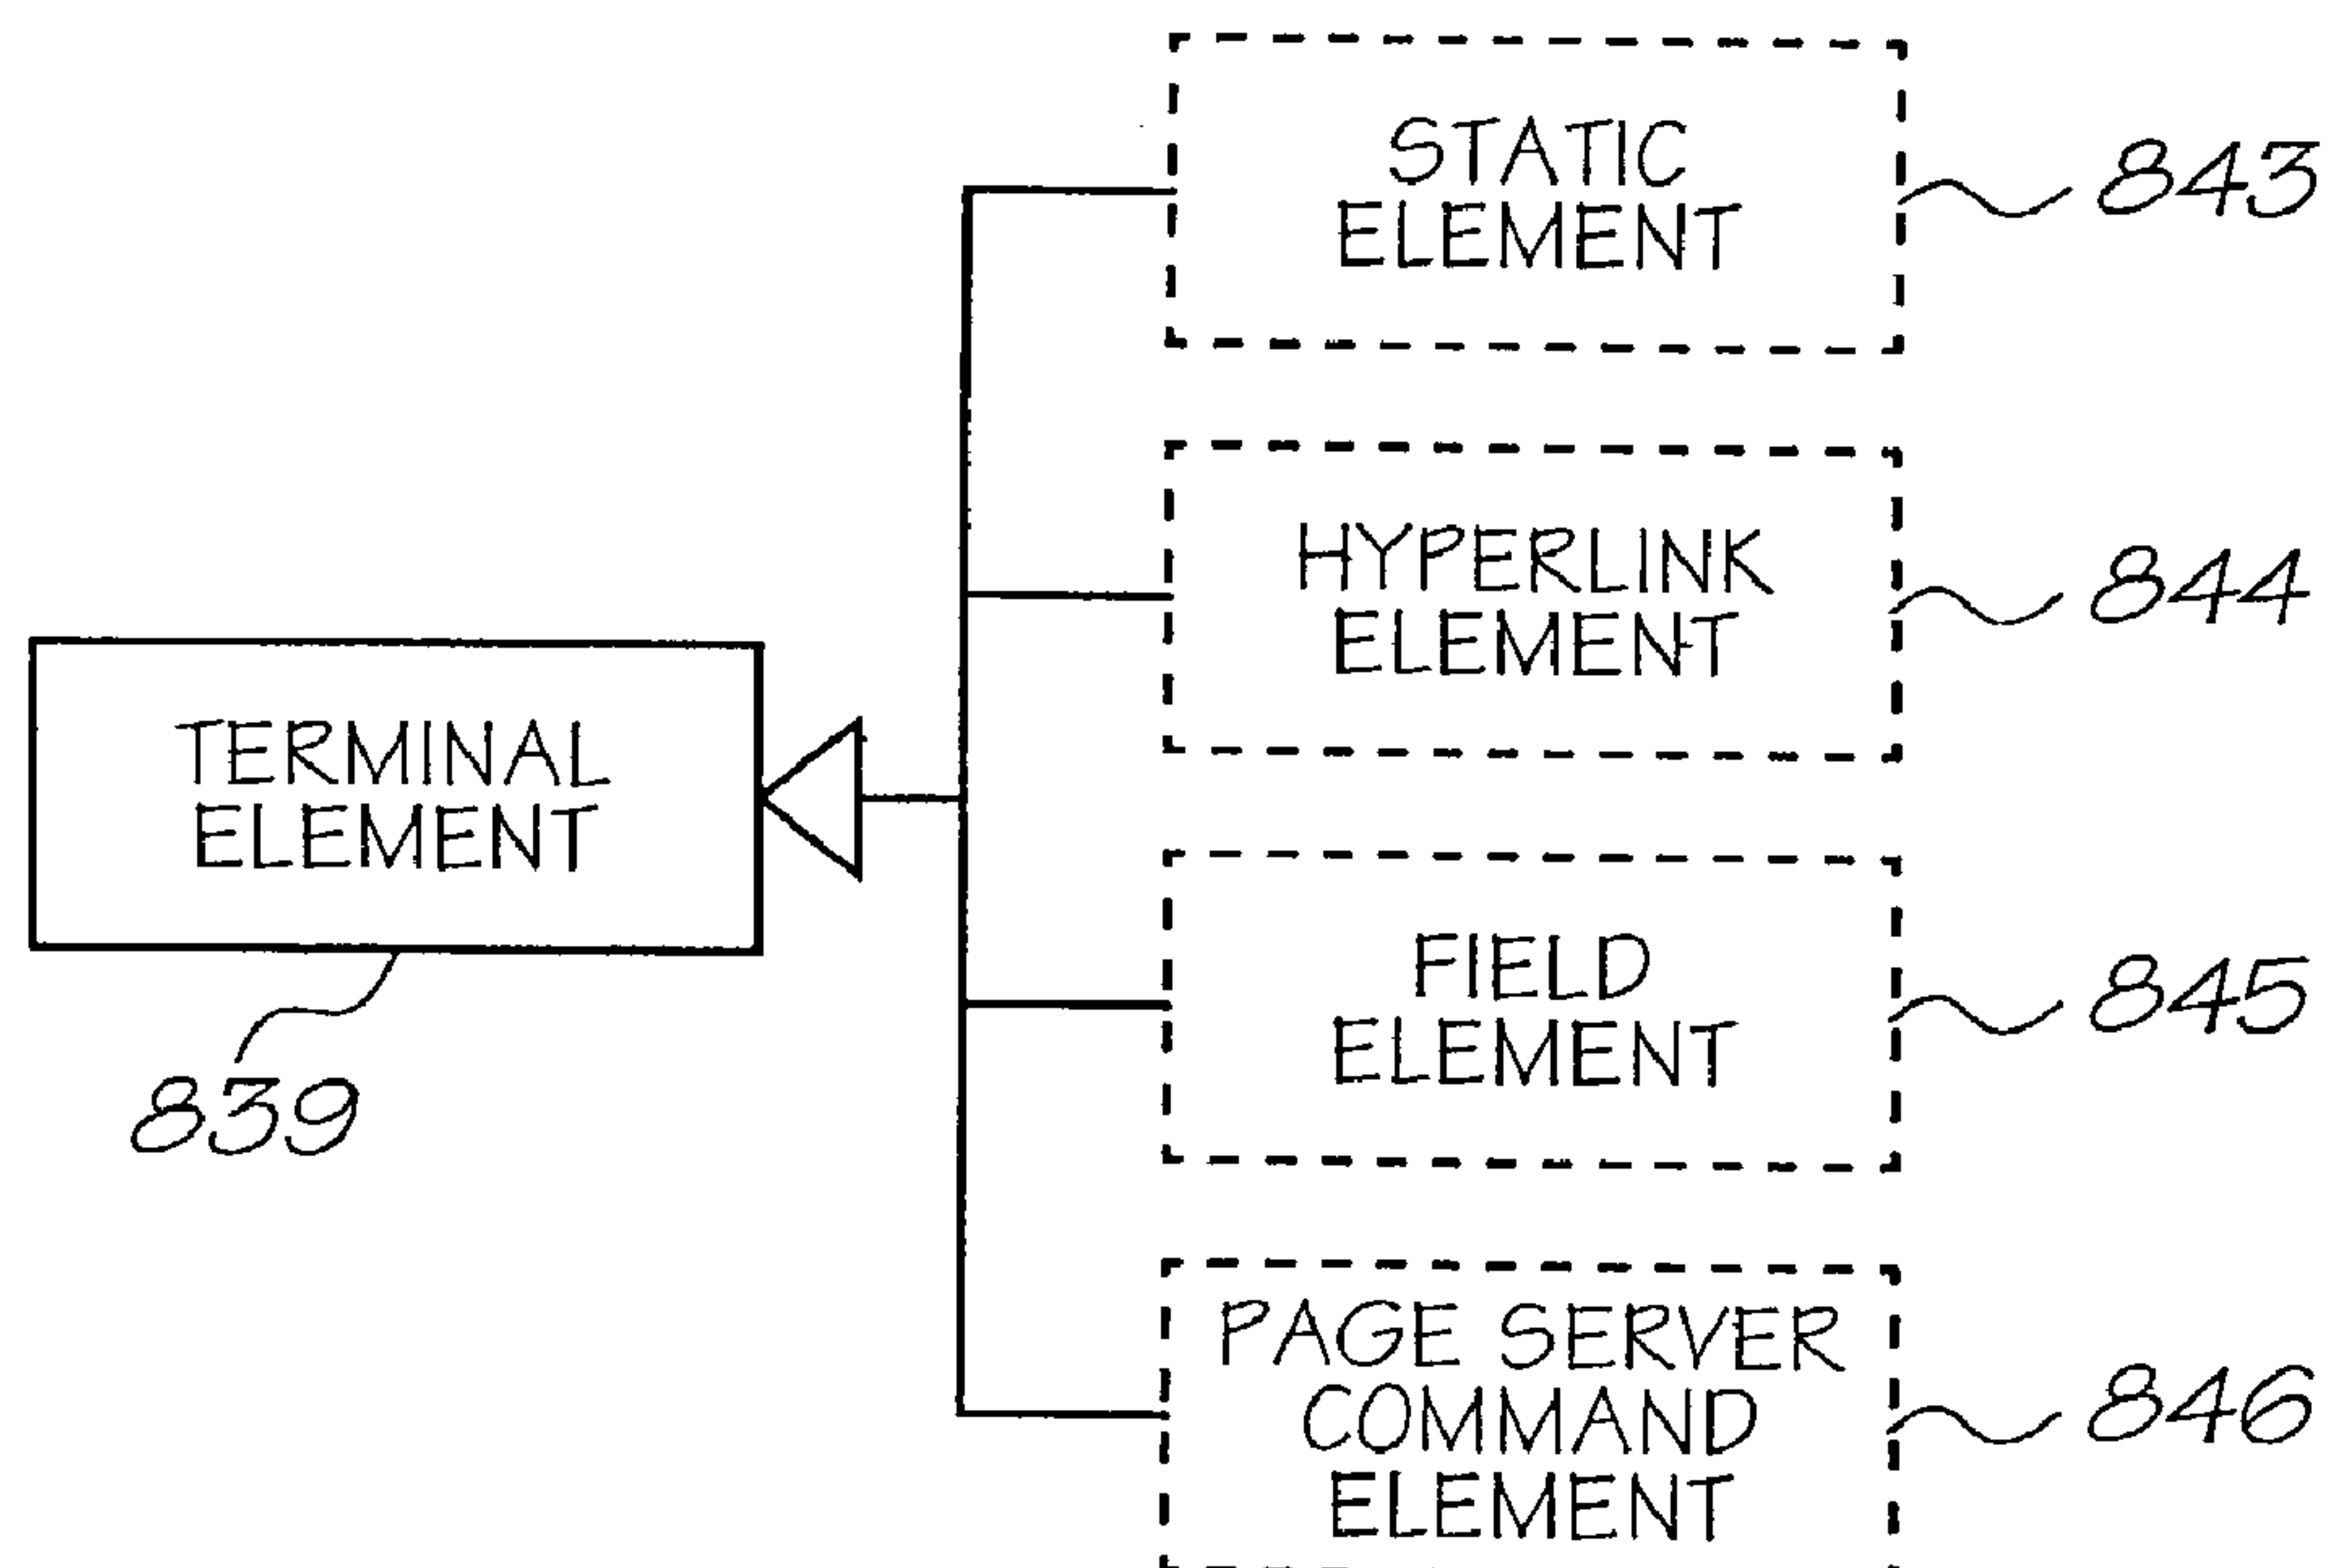 STATIC
ELEMENT
843
HYPERLINK
ELEMENT
844
TERMINAL
ELEMENT
839
FIELD
ELEMENT
845
PAGE SERVER
COMMAND
ELEMENT
846